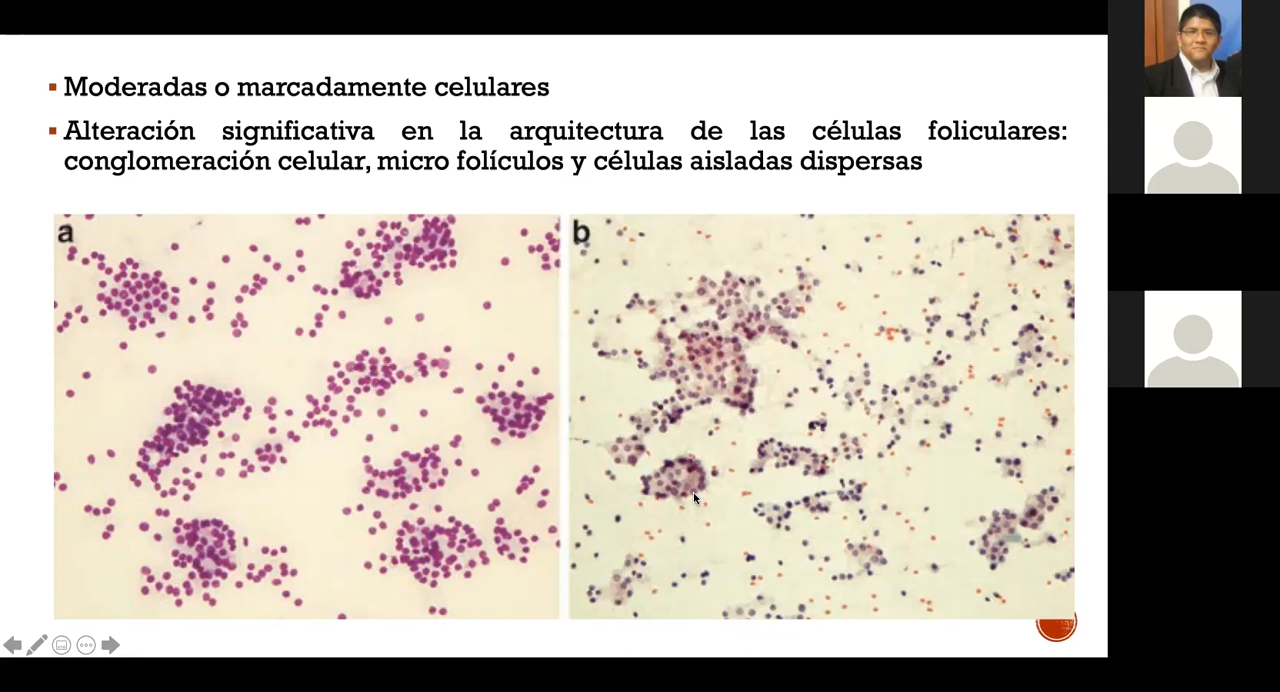 Moderadas o marcadamente celulares
Alteración significativa en la arquitectura de las células foliculares:
conglomeración celular, micro folículos y células aisladas dispersas
a
b